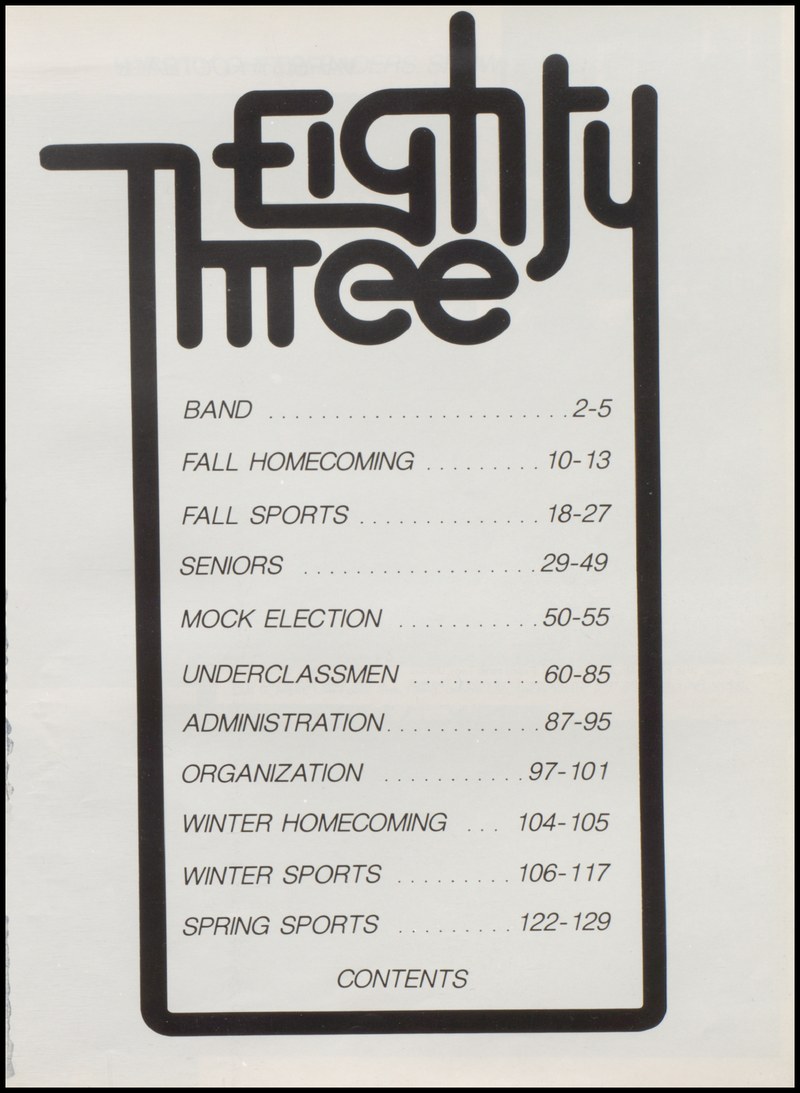 Eighty
Three
BAND ....................... 2-5
FALL HOMECOMING ......... 10-13
FALL SPORTS .............. 18-27
SENIORS .................. 29-49
MOCK ELECTION ........... 50-55
UNDERCLASSMEN .......... 60-85
ADMINISTRATION............ 87-95
ORGANIZATION ........... 97-101
WINTER HOMECOMING ... 104-105
WINTER SPORTS ......... 106-117
SPRING SPORTS ......... 122-129
CONTENTS